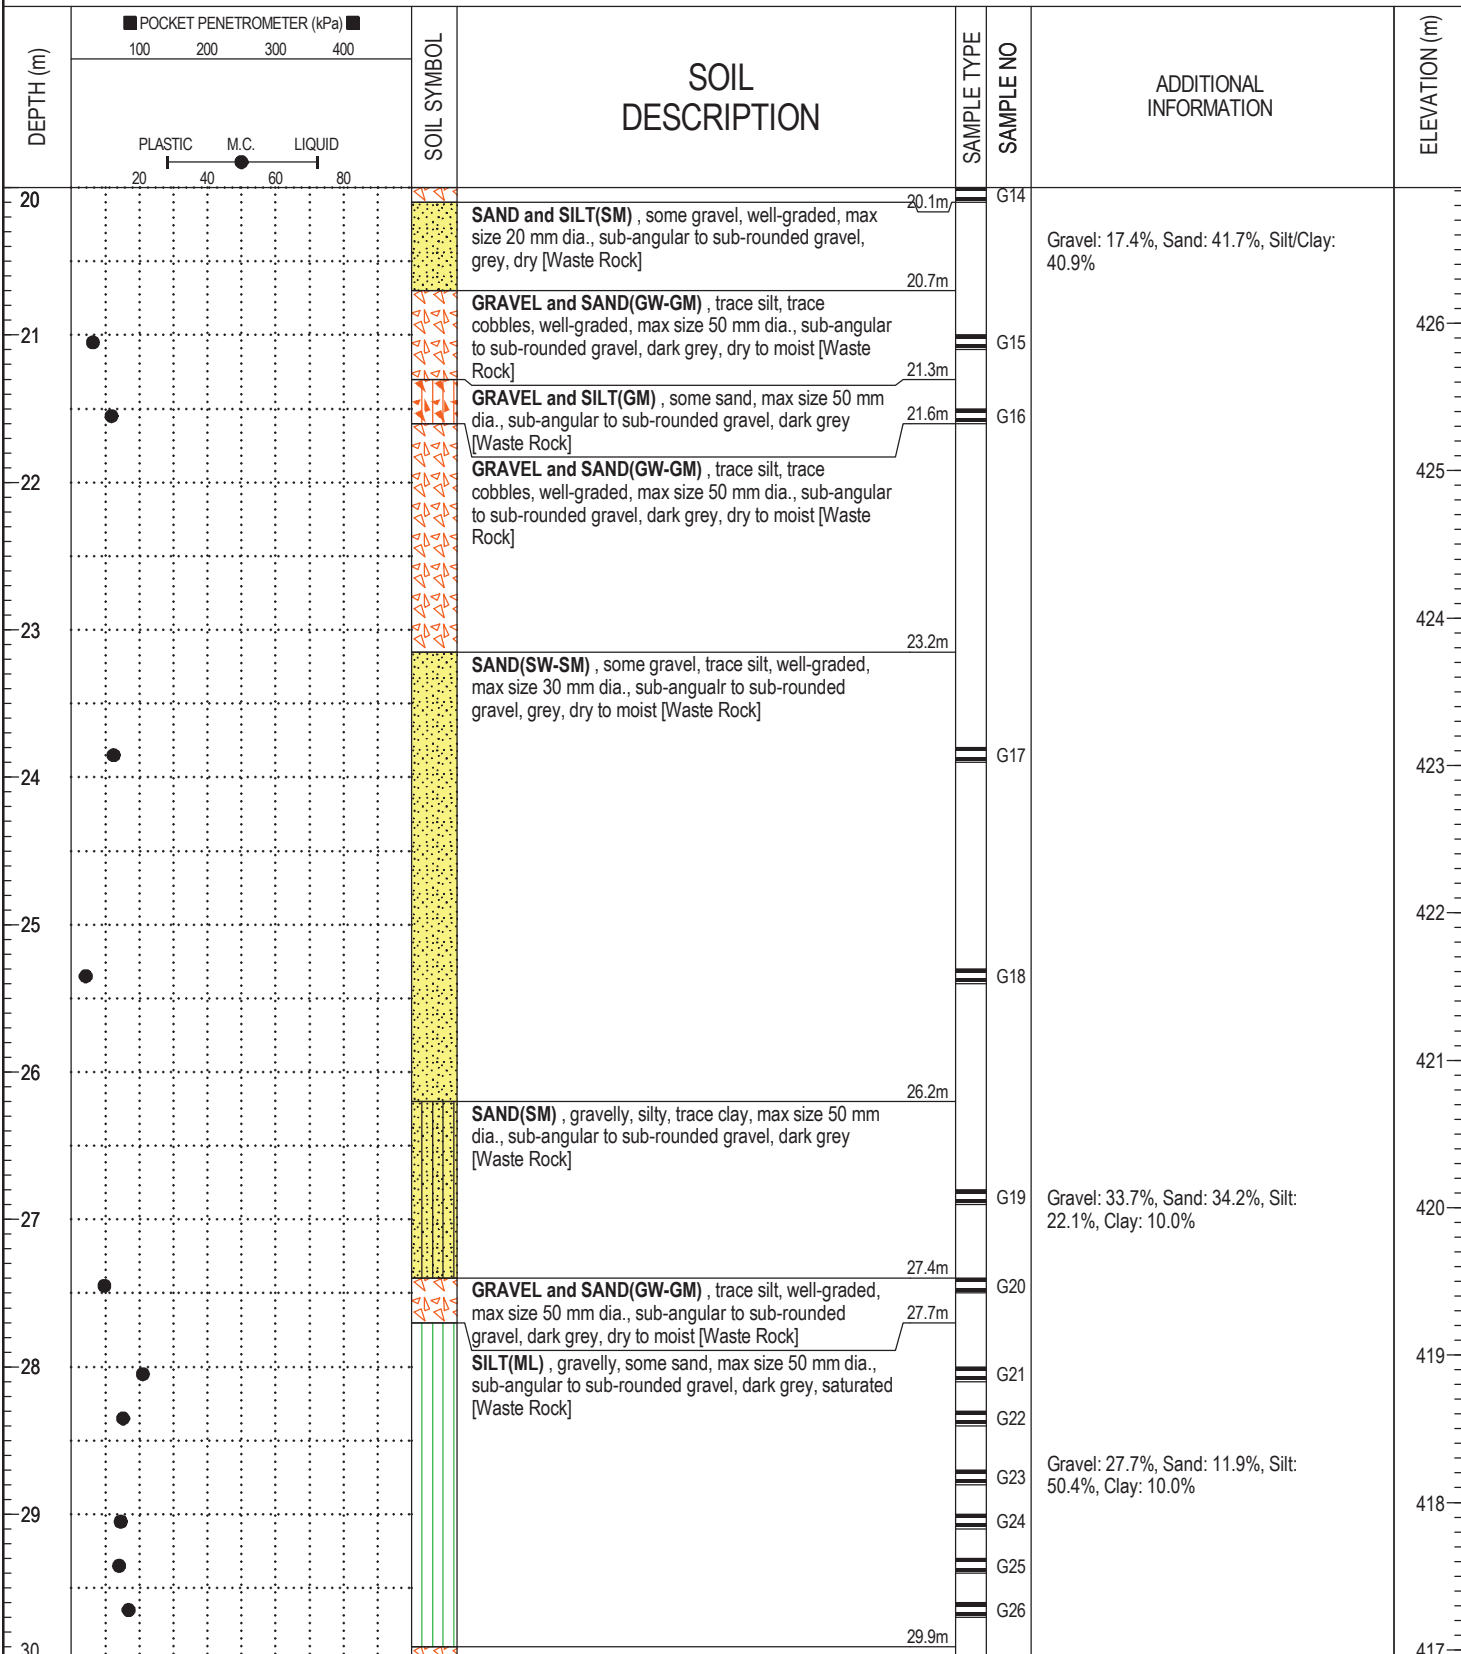 ■ POCKET PENETROMETER (kPa) ■
100 200 300 400
DEPTH (m)
PLASTIC M.C. LIQUID
20 40 60 80
SOIL SYMBOL
SOIL
DESCRIPTION
SAMPLE TYPE
SAMPLE NO
ADDITIONAL
INFORMATION
ELEVATION (m)
20
20.1m
G14
SAND and SILT(SM) , some gravel, well-graded, max
size 20 mm dia., sub-angular to sub-rounded gravel,
grey, dry [Waste Rock]
Gravel: 17.4%, Sand: 41.7%, Silt/Clay:
40.9%
20.7m
GRAVEL and SAND(GW-GM) , trace silt, trace
cobbles, well-graded, max size 50 mm dia., sub-angular
to sub-rounded gravel, dark grey, dry to moist [Waste
Rock]
426
21
G15
21.3m
GRAVEL and SILT(GM) , some sand, max size 50 mm
dia., sub-angular to sub-rounded gravel, dark grey
[Waste Rock]
21.6m
G16
GRAVEL and SAND(GW-GM) , trace silt, trace
cobbles, well-graded, max size 50 mm dia., sub-angular
to sub-rounded gravel, dark grey, dry to moist [Waste
Rock]
425
22
424
23
23.2m
SAND(SW-SM) , some gravel, trace silt, well-graded,
max size 30 mm dia., sub-angualr to sub-rounded
gravel, grey, dry to moist [Waste Rock]
G17
423
24
422
25
G18
421
26
26.2m
SAND(SM) , gravelly, silty, trace clay, max size 50 mm
dia., sub-angular to sub-rounded gravel, dark grey
[Waste Rock]
G19
Gravel: 33.7%, Sand: 34.2%, Silt:
22.1%, Clay: 10.0%
420
27
27.4m
G20
GRAVEL and SAND(GW-GM) , trace silt, well-graded,
max size 50 mm dia., sub-angular to sub-rounded
gravel, dark grey, dry to moist [Waste Rock]
27.7m
SILT(ML) , gravelly, some sand, max size 50 mm dia.,
sub-angular to sub-rounded gravel, dark grey, saturated
[Waste Rock]
419
28
G21
G22
G23
Gravel: 27.7%, Sand: 11.9%, Silt:
50.4%, Clay: 10.0%
418
29
G24
G25
G26
29.9m
30
417